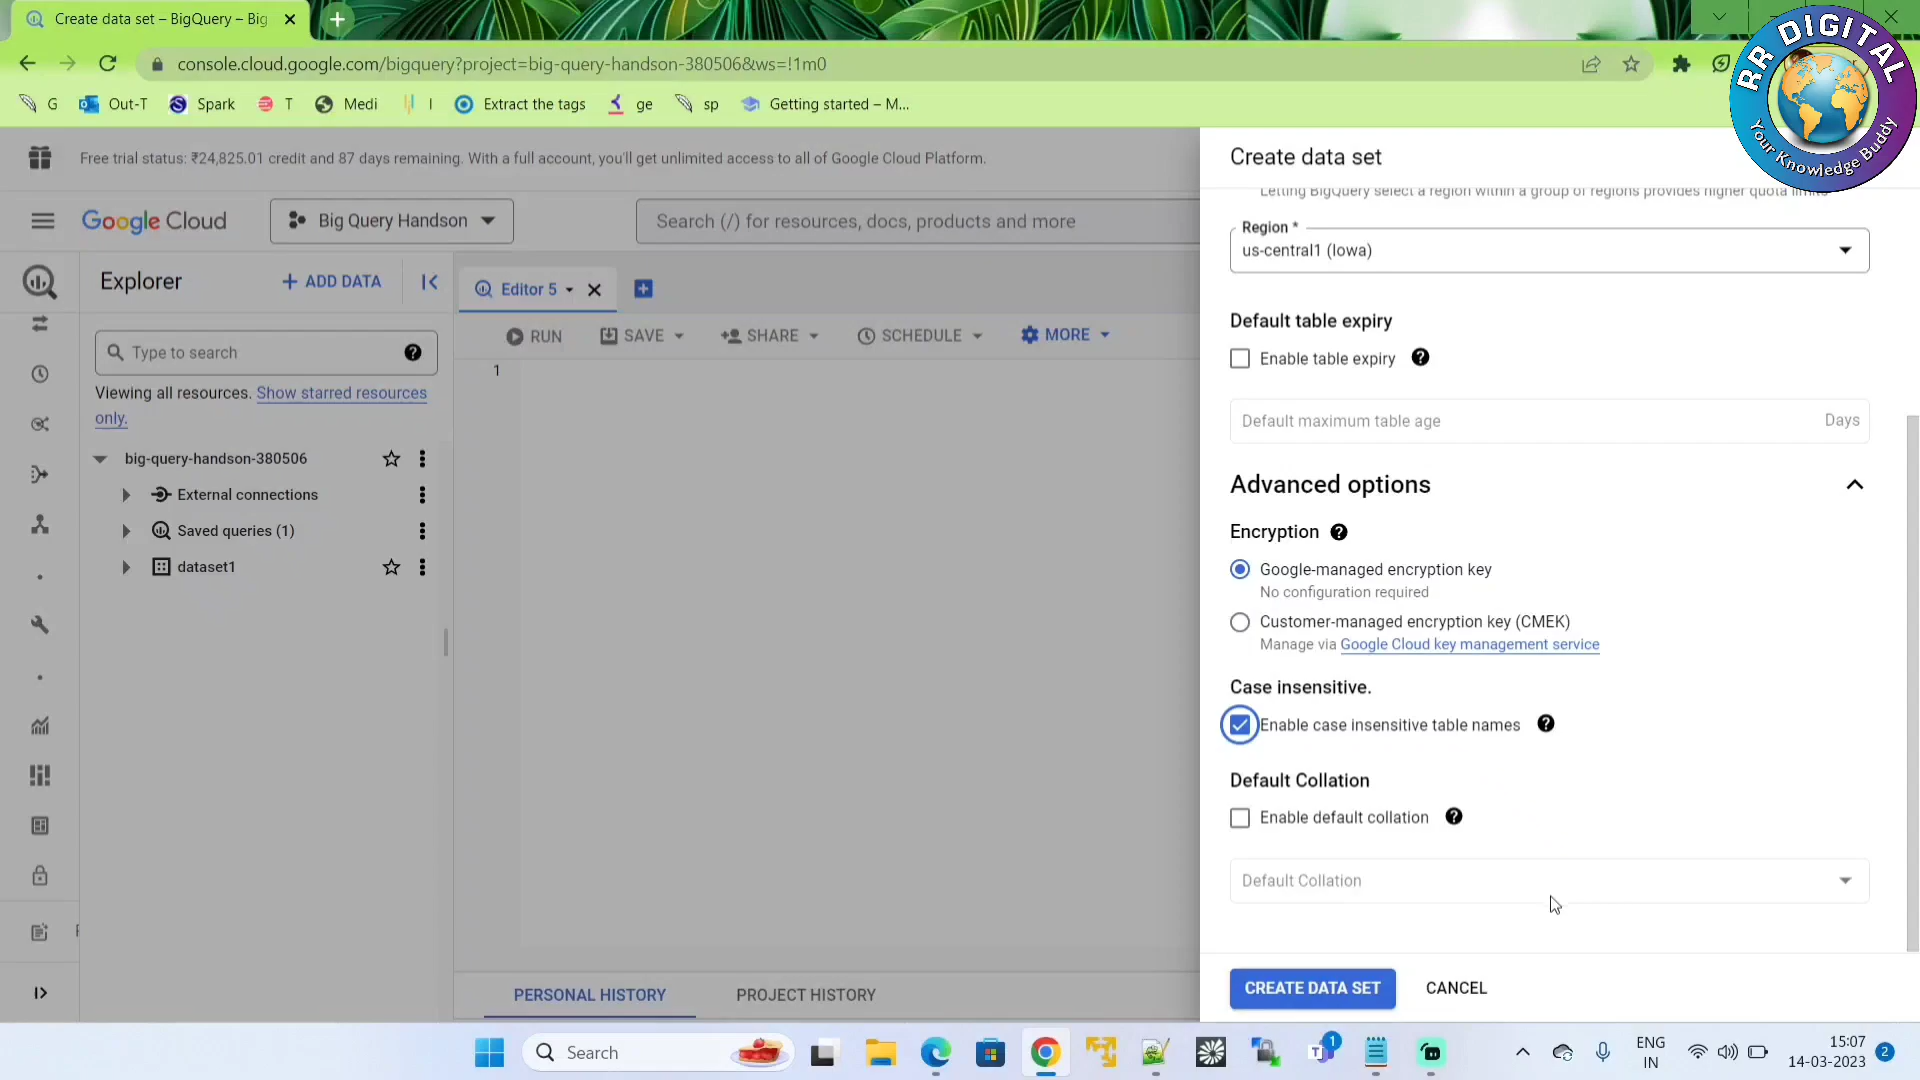 Create data set – BigQuery – Big
console.cloud.google.com/bigquery?project=big-query-handson-380506&ws=!1m0
G
Out-T
Spark
T
Medi
I
Extract the tags
ge
sp
Getting started – M...
RR DIGITAL
Your Knowledge Buddy
Free trial status: ₹24,825.01 credit and 87 days remaining. With a full account, you'll get unlimited access to all of Google Cloud Platform.
Google Cloud
Big Query Handson
Search (/) for resources, docs, products and more
Explorer
+ ADD DATA
Type to search
Viewing all resources. Show starred resources
only.
big-query-handson-380506
External connections
Saved queries (1)
dataset1
Editor 5
RUN
SAVE
SHARE
SCHEDULE
MORE
1
PERSONAL HISTORY
PROJECT HISTORY
Create data set
Letting BigQuery select a region within a group of regions provides higher quota limits
Region *
us-central1 (Iowa)
Default table expiry
Enable table expiry
Default maximum table age
Days
Advanced options
Encryption
Google-managed encryption key
No configuration required
Customer-managed encryption key (CMEK)
Manage via Google Cloud key management service
Case insensitive.
Enable case insensitive table names
Default Collation
Enable default collation
Default Collation
CREATE DATA SET
CANCEL
Search
1
ENG
IN
15:07
14-03-2023
2